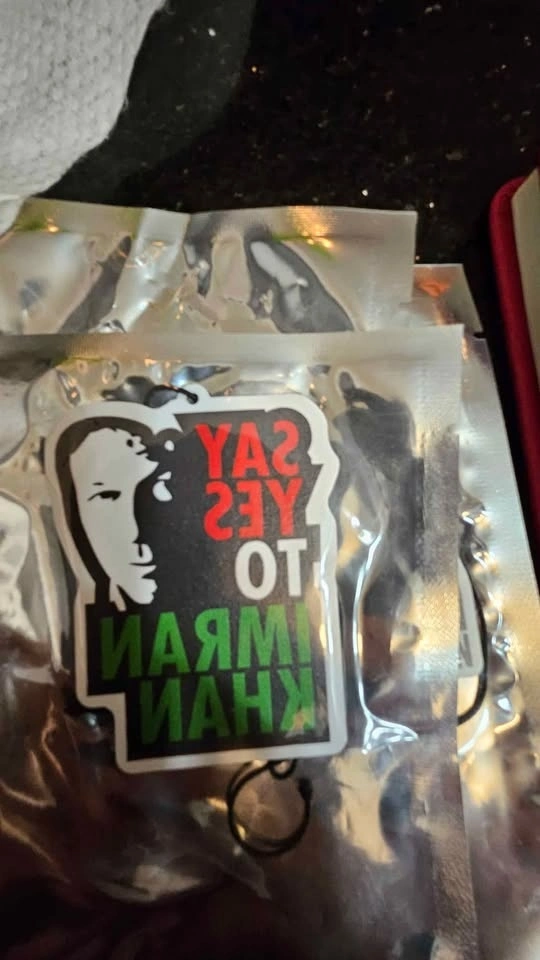 SAY
YES
TO
IMRAN
KHAN